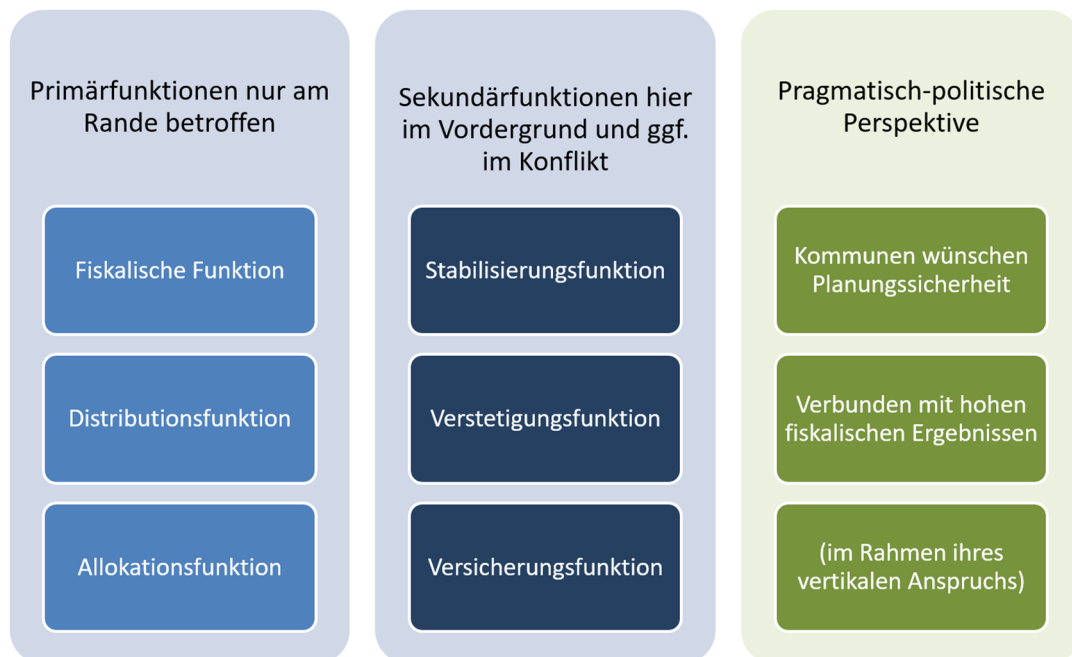 Primärfunktionen nur am
Rande betroffen
Fiskalische Funktion
Distributionsfunktion
Allokationsfunktion
Sekundärfunktionen hier
im Vordergrund und ggf.
im Konflikt
Stabilisierungsfunktion
Verstetigungsfunktion
Versicherungsfunktion
Pragmatisch-politische
Perspektive
Kommunen wünschen
Planungssicherheit
Verbunden mit hohen
fiskalischen Ergebnissen
(im Rahmen ihres
vertikalen Anspruchs)